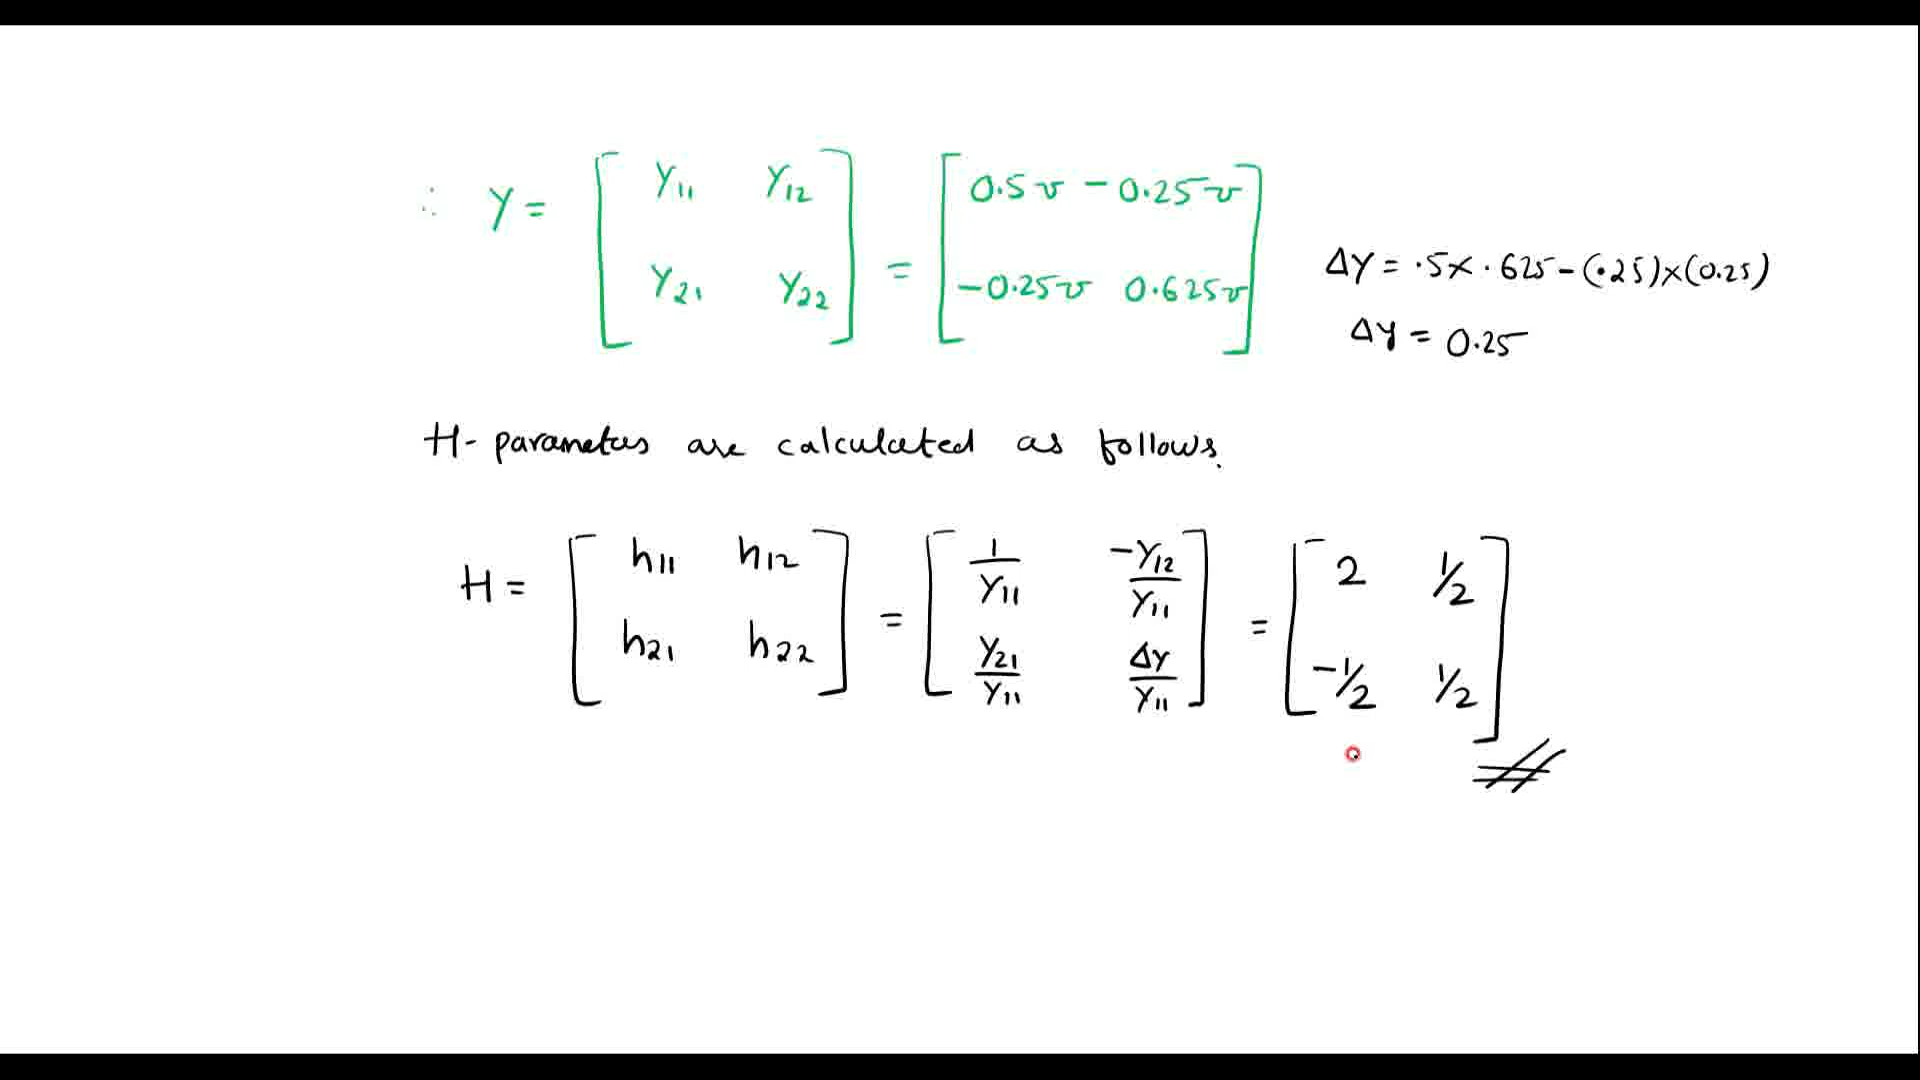 ∴ Y = [ Y11 Y12 Y21 Y22 ] = [ 0.5℧ -0.25℧ -0.25℧ 0.625℧ ]
ΔY = .5x.625-(.25)x(0.25)
ΔY = 0.25
H-parameters are calculated as follows.
H = [ h11 h12 h21 h22 ] = [ 1/Y11 -Y12/Y11 Y21/Y11 ΔY/Y11 ] = [ 2 1/2 -1/2 1/2 ]